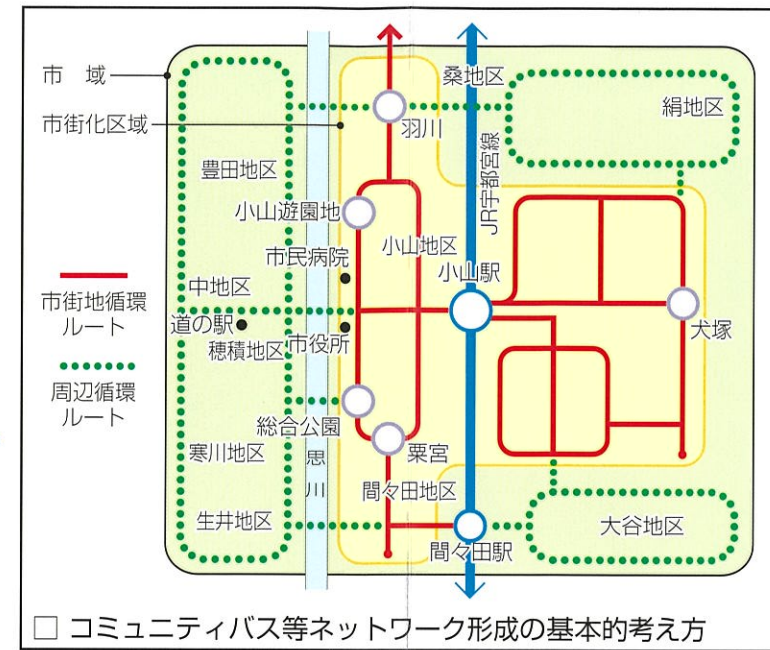 市　域
市街化区域
桑地区
絹地区
羽川
豊田地区
JR宇都宮線
小山遊園地
小山地区
市民病院
小山駅
中地区
市街地循環
ルート
道の駅
穂積地区
市役所
犬塚
周辺循環
ルート
総合公園
粟宮
寒川地区
思川
間々田地区
生井地区
大谷地区
間々田駅
□ コミュニティバス等ネットワーク形成の基本的考え方